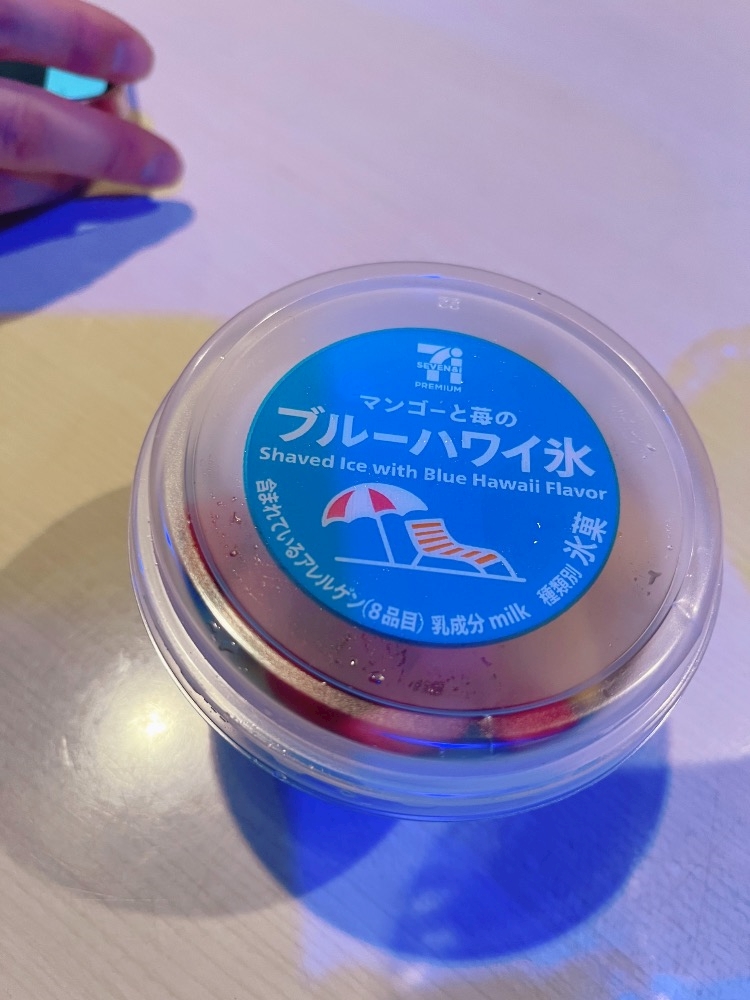 7i
SEVEN&i
PREMIUM
マンゴーと苺の
ブルーハワイ氷
Shaved Ice with Blue Hawaii Flavor
含まれているアレルゲン(8品目) 乳成分 milk
種類別 氷菓